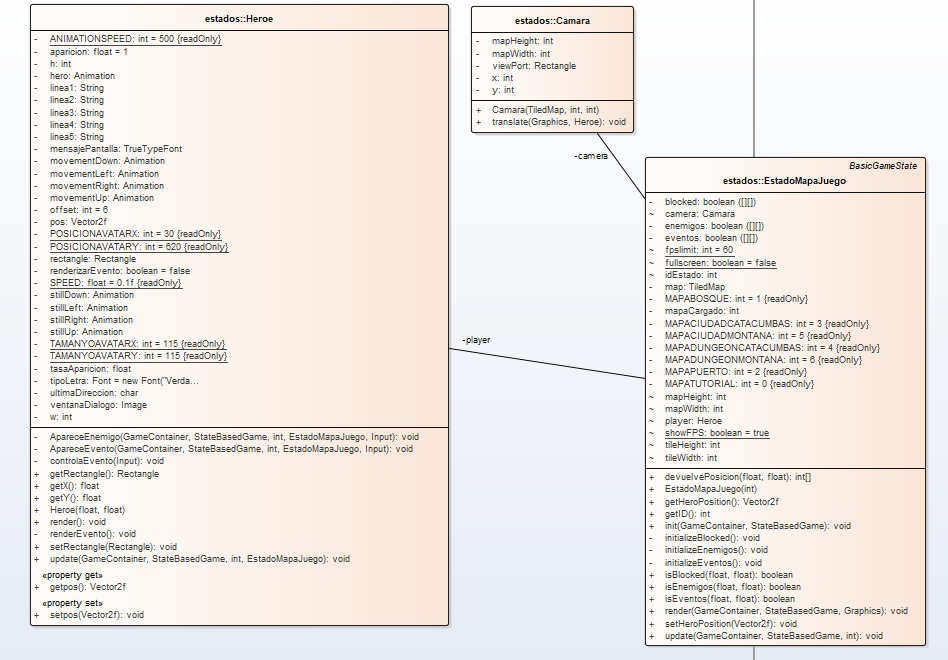 estados::Heroe
- ANIMATIONSPEED: int = 500 {readOnly}
- aparicion: float = 1
- h: int
- hero: Animation
- linea1: String
- linea2: String
- linea3: String
- linea4: String
- linea5: String
- mensajePantalla: TrueTypeFont
- movementDown: Animation
- movementLeft: Animation
- movementRight: Animation
- movementUp: Animation
- offset: int = 6
- pos: Vector2f
- POSICIONAVATARX: int = 30 {readOnly}
- POSICIONAVATARY: int = 620 {readOnly}
- rectangle: Rectangle
- renderizarEvento: boolean = false
- SPEED: float = 0.1f {readOnly}
- stillDown: Animation
- stillLeft: Animation
- stillRight: Animation
- stillUp: Animation
- TAMANYOAVATARX: int = 115 {readOnly}
- TAMANYOAVATARY: int = 115 {readOnly}
- tasaAparicion: float
- tipoLetra: Font = new Font("Verda...
- ultimaDireccion: char
- ventanaDialogo: Image
- w: int
- ApareceEnemigo(GameContainer, StateBasedGame, int, EstadoMapaJuego, Input): void
- ApareceEvento(GameContainer, StateBasedGame, int, EstadoMapaJuego, Input): void
- controlaEvento(Input): void
+ getRectangle(): Rectangle
+ getX(): float
+ getY(): float
+ Heroe(float, float)
+ render(): void
- renderEvento(): void
+ setRectangle(Rectangle): void
+ update(GameContainer, StateBasedGame, int, EstadoMapaJuego): void
«property get»
+ getpos(): Vector2f
«property set»
+ setpos(Vector2f): void
estados::Camara
- mapHeight: int
- mapWidth: int
- viewPort: Rectangle
- x: int
- y: int
+ Camara(TiledMap, int, int)
+ translate(Graphics, Heroe): void
-camera
-player
BasicGameState
estados::EstadoMapaJuego
- blocked: boolean ([][])
~ camera: Camara
- enemigos: boolean ([][])
- eventos: boolean ([][])
~ fpslimit: int = 60
~ fullscreen: boolean = false
~ idEstado: int
- map: TiledMap
- MAPABOSQUE: int = 1 {readOnly}
- mapaCargado: int
- MAPACIUDADCATACUMBAS: int = 3 {readOnly}
- MAPACIUDADMONTANA: int = 5 {readOnly}
- MAPADUNGEONCATACUMBAS: int = 4 {readOnly}
- MAPADUNGEONMONTANA: int = 6 {readOnly}
- MAPAPUERTO: int = 2 {readOnly}
- MAPATUTORIAL: int = 0 {readOnly}
~ mapHeight: int
~ mapWidth: int
~ player: Heroe
~ showFPS: boolean = true
~ tileHeight: int
~ tileWidth: int
+ devuelvePosicion(float, float): int[]
+ EstadoMapaJuego(int)
+ getHeroPosition(): Vector2f
+ getID(): int
+ init(GameContainer, StateBasedGame): void
- initializeBlocked(): void
- initializeEnemigos(): void
- initializeEventos(): void
+ isBlocked(float, float): boolean
+ isEnemigos(float, float): boolean
+ isEventos(float, float): boolean
+ render(GameContainer, StateBasedGame, Graphics): void
+ setHeroPosition(Vector2f): void
+ update(GameContainer, StateBasedGame, int): void